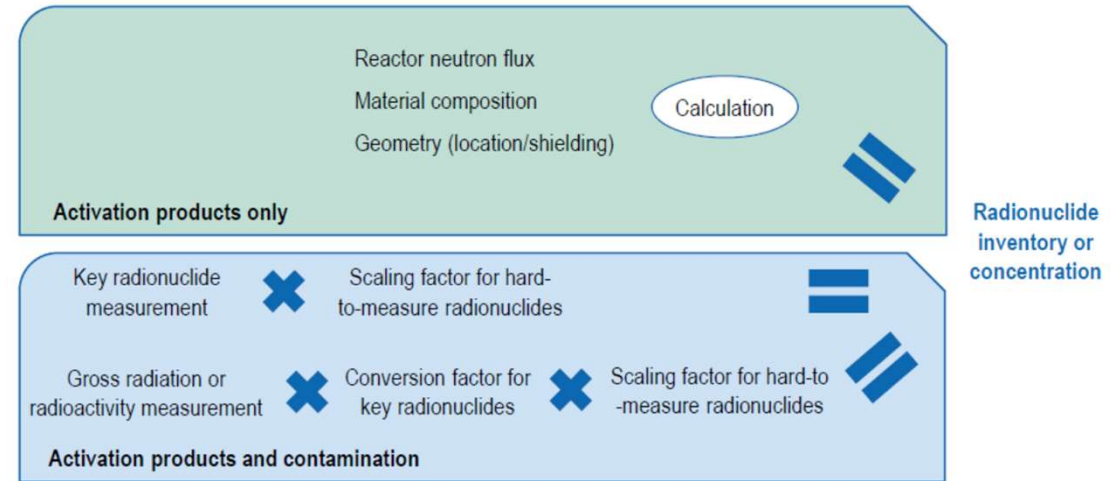 Reactor neutron flux
Material composition
Geometry (location/shielding)
Calculation
Activation products only
Radionuclide
inventory or
concentration
Key radionuclide
measurement
Scaling factor for hard-
to-measure radionuclides
Gross radiation or
radioactivity measurement
Conversion factor for
key radionuclides
Scaling factor for hard-to
-measure radionuclides
Activation products and contamination